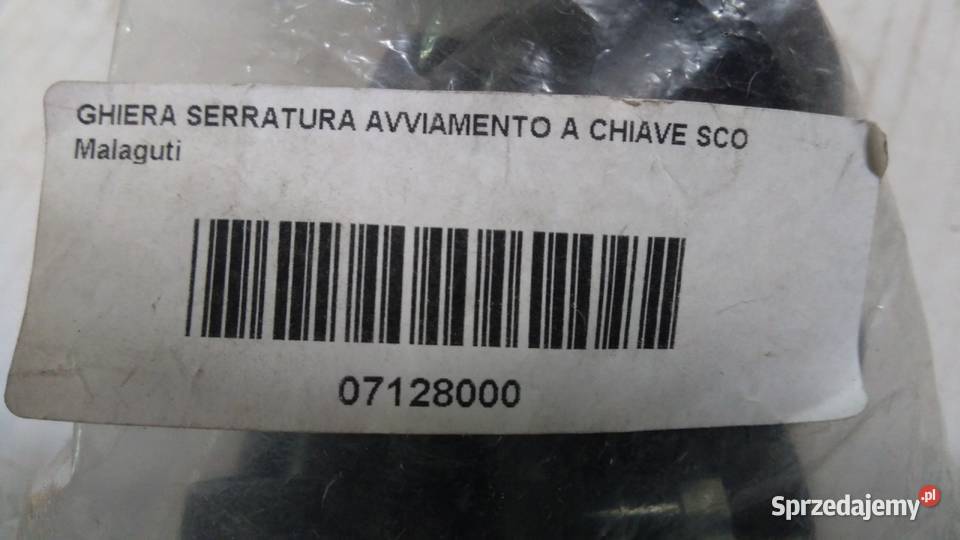 GHIERA SERRATURA AVVIAMENTO A CHIAVE SCO
Malaguti
07128000
Sprzedajemy.pl